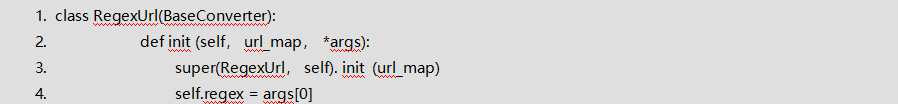 1. class RegexUrl(BaseConverter):
2. def init (self， url_map， *args):
3. super(RegexUrl， self). init (url_map)
4. self.regex = args[0]